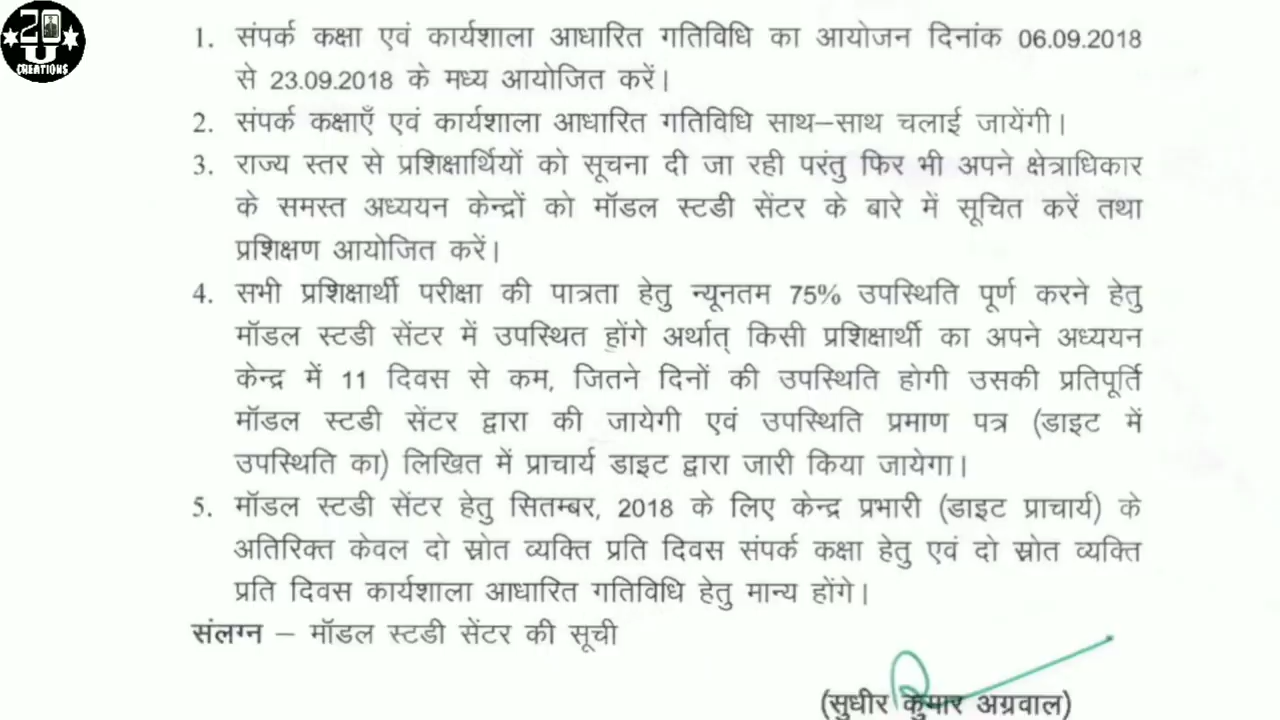 20
U
CREATIONS
1. संपर्क कक्षा एवं कार्यशाला आधारित गतिविधि का आयोजन दिनांक 06.09.2018
से 23.09.2018 के मध्य आयोजित करें।
2. संपर्क कक्षाएँ एवं कार्यशाला आधारित गतिविधि साथ–साथ चलाई जायेंगी।
3. राज्य स्तर से प्रशिक्षार्थियों को सूचना दी जा रही परंतु फिर भी अपने क्षेत्राधिकार
के समस्त अध्ययन केन्द्रों को मॉडल स्टडी सेंटर के बारे में सूचित करें तथा
प्रशिक्षण आयोजित करें।
4. सभी प्रशिक्षार्थी परीक्षा की पात्रता हेतु न्यूनतम 75% उपस्थिति पूर्ण करने हेतु
मॉडल स्टडी सेंटर में उपस्थित होंगे अर्थात् किसी प्रशिक्षार्थी का अपने अध्ययन
केन्द्र में 11 दिवस से कम, जितने दिनों की उपस्थिति होगी उसकी प्रतिपूर्ति
मॉडल स्टडी सेंटर द्वारा की जायेगी एवं उपस्थिति प्रमाण पत्र (डाइट में
उपस्थिति का) लिखित में प्राचार्य डाइट द्वारा जारी किया जायेगा।
5. मॉडल स्टडी सेंटर हेतु सितम्बर, 2018 के लिए केन्द्र प्रभारी (डाइट प्राचार्य) के
अतिरिक्त केवल दो स्रोत व्यक्ति प्रति दिवस संपर्क कक्षा हेतु एवं दो स्रोत व्यक्ति
प्रति दिवस कार्यशाला आधारित गतिविधि हेतु मान्य होंगे।
संलग्न – मॉडल स्टडी सेंटर की सूची
(सुधीर कुमार अग्रवाल)